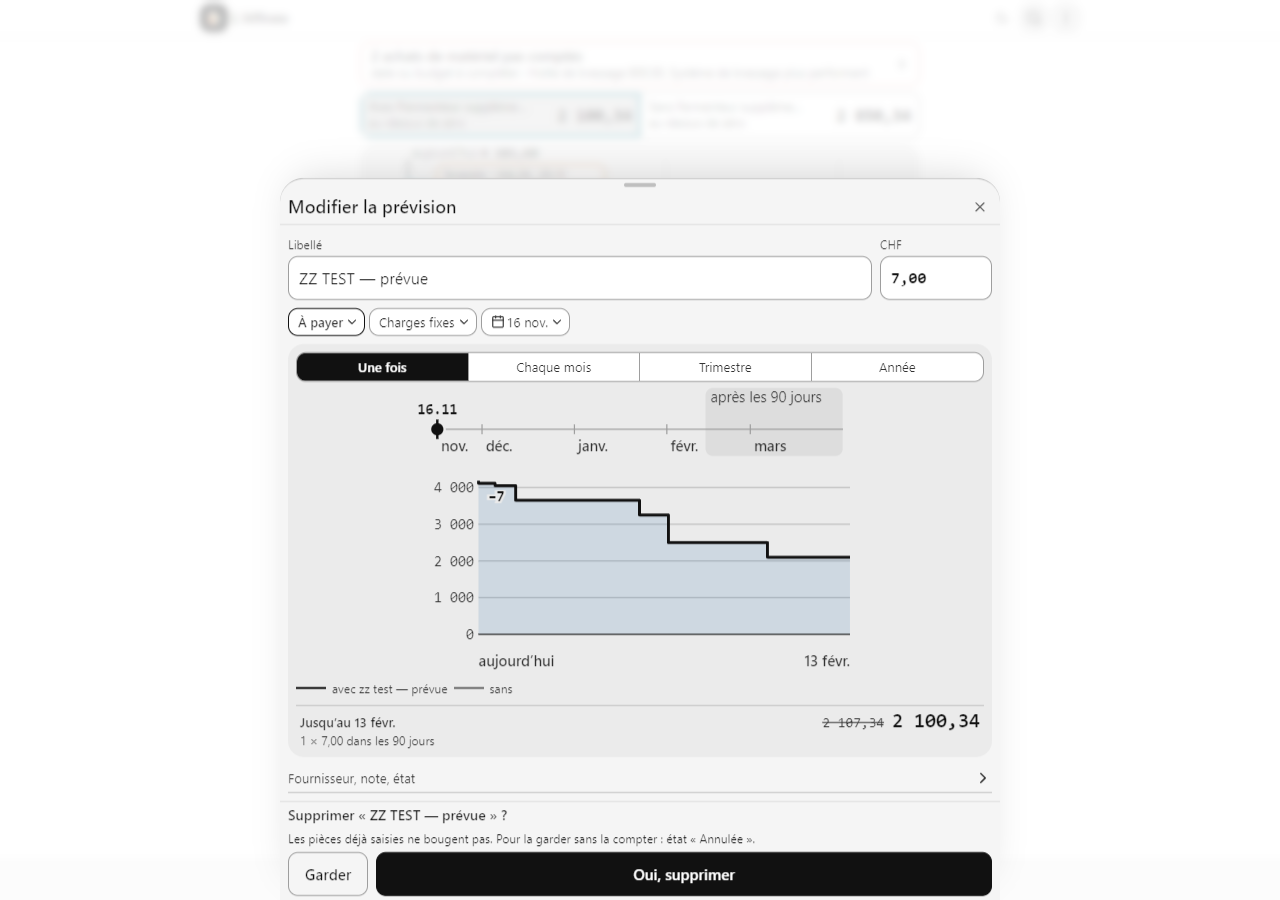 Modifier la prévision
Libellé
CHF
ZZ TEST — prévue
7,00
À payer
Charges fixes
16 nov.
Une fois
Chaque mois
Trimestre
Année
après les 90 jours
16.11
nov.
déc.
janv.
févr.
mars
4 000
-7
3 000
2 000
1 000
0
aujourd'hui
13 févr.
avec zz test — prévue
sans
Jusqu'au 13 févr.
2 107,34 2 100,34
1 × 7,00 dans les 90 jours
Fournisseur, note, état
Supprimer « ZZ TEST — prévue » ?
Les pièces déjà saisies ne bougent pas. Pour la garder sans la compter : état « Annulée ».
Garder
Oui, supprimer